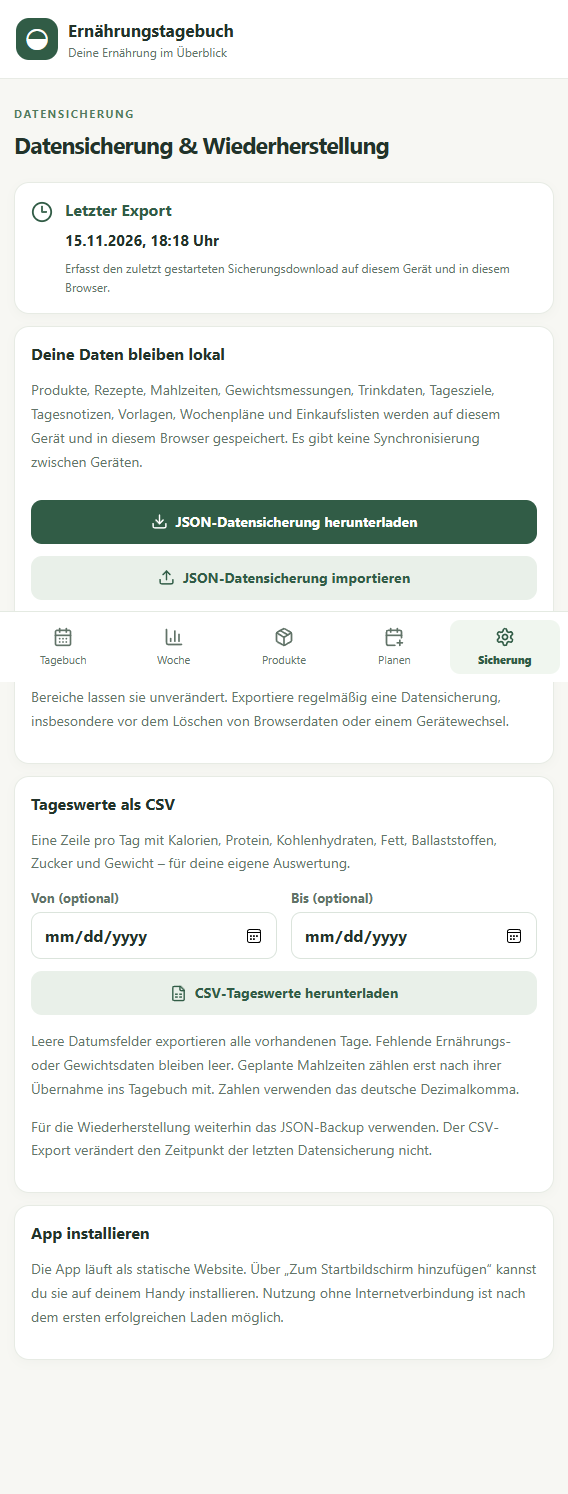 Ernährungstagebuch
Deine Ernährung im Überblick
DATENSICHERUNG
Datensicherung & Wiederherstellung
Letzter Export
15.11.2026, 18:18 Uhr
Erfasst den zuletzt gestarteten Sicherungsdownload auf diesem Gerät und in diesem
Browser.
Deine Daten bleiben lokal
Produkte, Rezepte, Mahlzeiten, Gewichtsmessungen, Trinkdaten, Tagesziele,
Tagesnotizen, Vorlagen, Wochenpläne und Einkaufslisten werden auf diesem
Gerät und in diesem Browser gespeichert. Es gibt keine Synchronisierung
zwischen Geräten.
JSON-Datensicherung herunterladen
JSON-Datensicherung importieren
Tagebuch
Woche
Produkte
Planen
Sicherung
Bereiche lassen sie unverändert. Exportiere regelmäßig eine Datensicherung,
insbesondere vor dem Löschen von Browserdaten oder einem Gerätewechsel.
Tageswerte als CSV
Eine Zeile pro Tag mit Kalorien, Protein, Kohlenhydraten, Fett, Ballaststoffen,
Zucker und Gewicht – für deine eigene Auswertung.
Von (optional)
Bis (optional)
mm/dd/yyyy
mm/dd/yyyy
CSV-Tageswerte herunterladen
Leere Datumsfelder exportieren alle vorhandenen Tage. Fehlende Ernährungs-
oder Gewichtsdaten bleiben leer. Geplante Mahlzeiten zählen erst nach ihrer
Übernahme ins Tagebuch mit. Zahlen verwenden das deutsche Dezimalkomma.
Für die Wiederherstellung weiterhin das JSON-Backup verwenden. Der CSV-
Export verändert den Zeitpunkt der letzten Datensicherung nicht.
App installieren
Die App läuft als statische Website. Über „Zum Startbildschirm hinzufügen“ kannst
du sie auf deinem Handy installieren. Nutzung ohne Internetverbindung ist nach
dem ersten erfolgreichen Laden möglich.